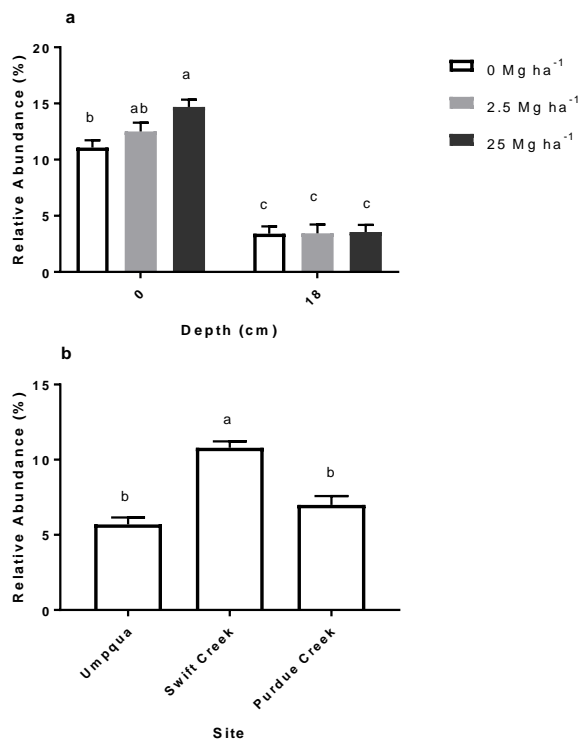 a
20
15
10
5
0
Relative Abundance (%)
b
ab
a
c
c
c
0
18
Depth (cm)
0 Mg ha⁻¹
2.5 Mg ha⁻¹
25 Mg ha⁻¹
b
15
10
5
0
Relative Abundance (%)
b
a
b
Umpqua
Swift Creek
Purdue Creek
Site